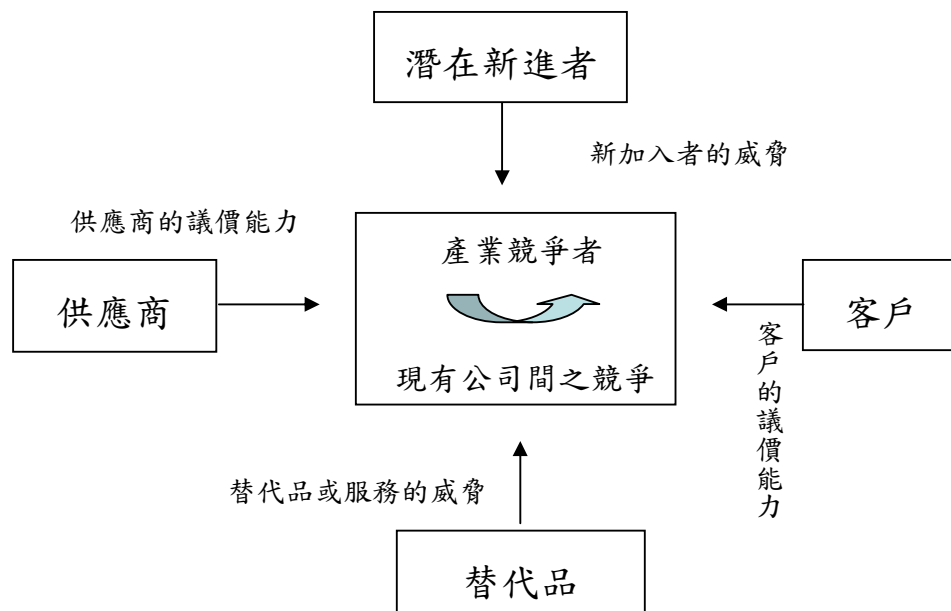 潛在新進者
新加入者的威脅
供應商的議價能力
產業競爭者
供應商
客戶
現有公司間之競爭
客戶的議價能力
替代品或服務的威脅
替代品